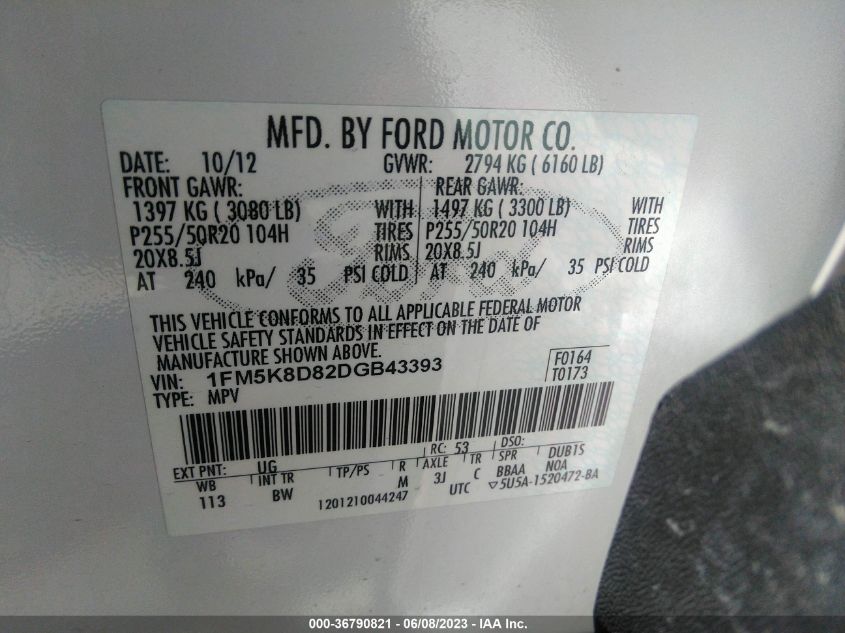 MFD. BY FORD MOTOR CO.
DATE: 10/12 GVWR: 2794 KG ( 6160 LB)
FRONT GAWR: REAR GAWR:
1397 KG ( 3080 LB) WITH 1497 KG ( 3300 LB) WITH
P255/50R20 104H TIRES P255/50R20 104H TIRES
20X8.5J RIMS 20X8.5J RIMS
AT 240 kPa/ 35 PSI COLD AT 240 kPa/ 35 PSI COLD
THIS VEHICLE CONFORMS TO ALL APPLICABLE FEDERAL MOTOR
VEHICLE SAFETY STANDARDS IN EFFECT ON THE DATE OF
MANUFACTURE SHOWN ABOVE.
VIN: 1FM5K8D82DGB43393 F0164
TYPE: MPV T0173
EXT PNT: UG RC: 53 DSO:
WB INT TR TP/PS R AXLE TR SPR DUB1S
113 BW M 3J C BBAA NOA
1201210044247 UTC ▽5U5A-1520472-BA
000-36790821 - 06/08/2023 - IAA Inc.